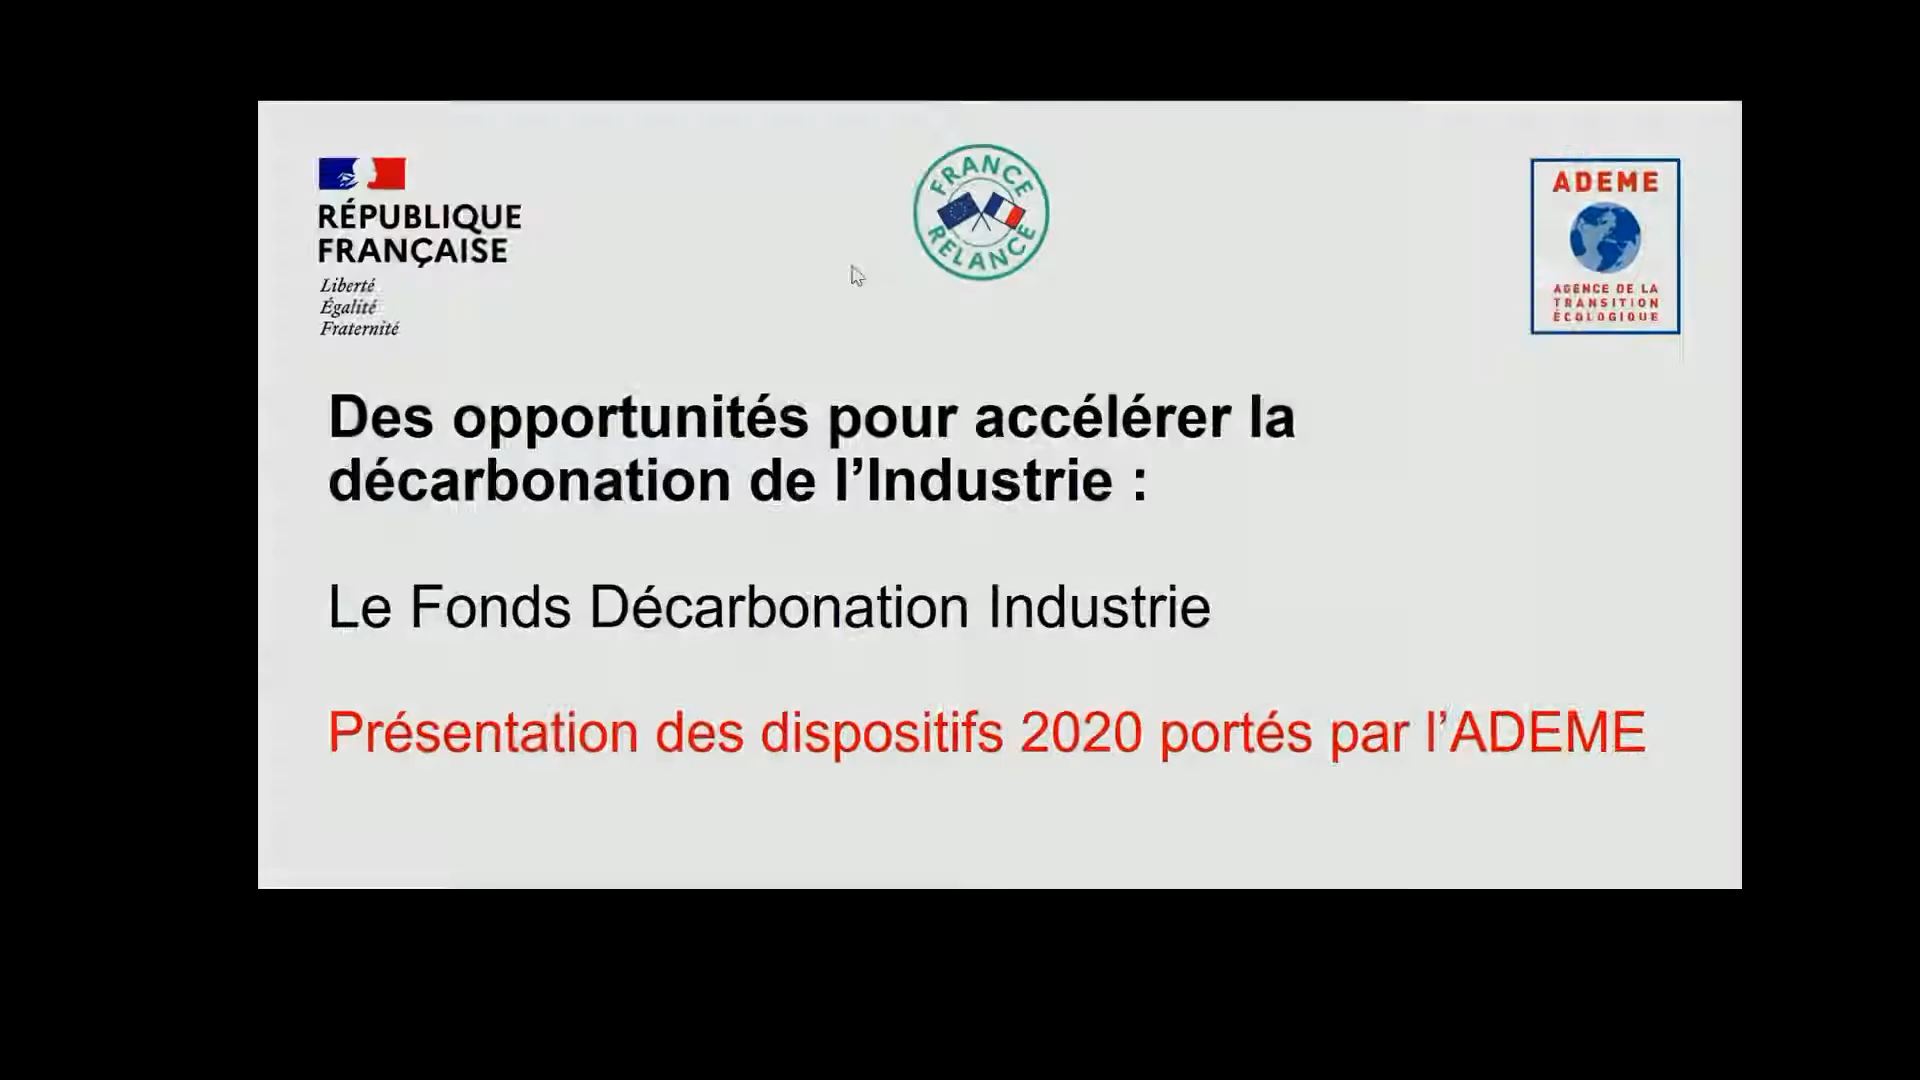 RÉPUBLIQUE
FRANÇAISE
Liberté
Égalité
Fraternité
FRANCE
RELANCE
ADEME
AGENCE DE LA
TRANSITION
ÉCOLOGIQUE
Des opportunités pour accélérer la
décarbonation de l’Industrie :
Le Fonds Décarbonation Industrie
Présentation des dispositifs 2020 portés par l’ADEME